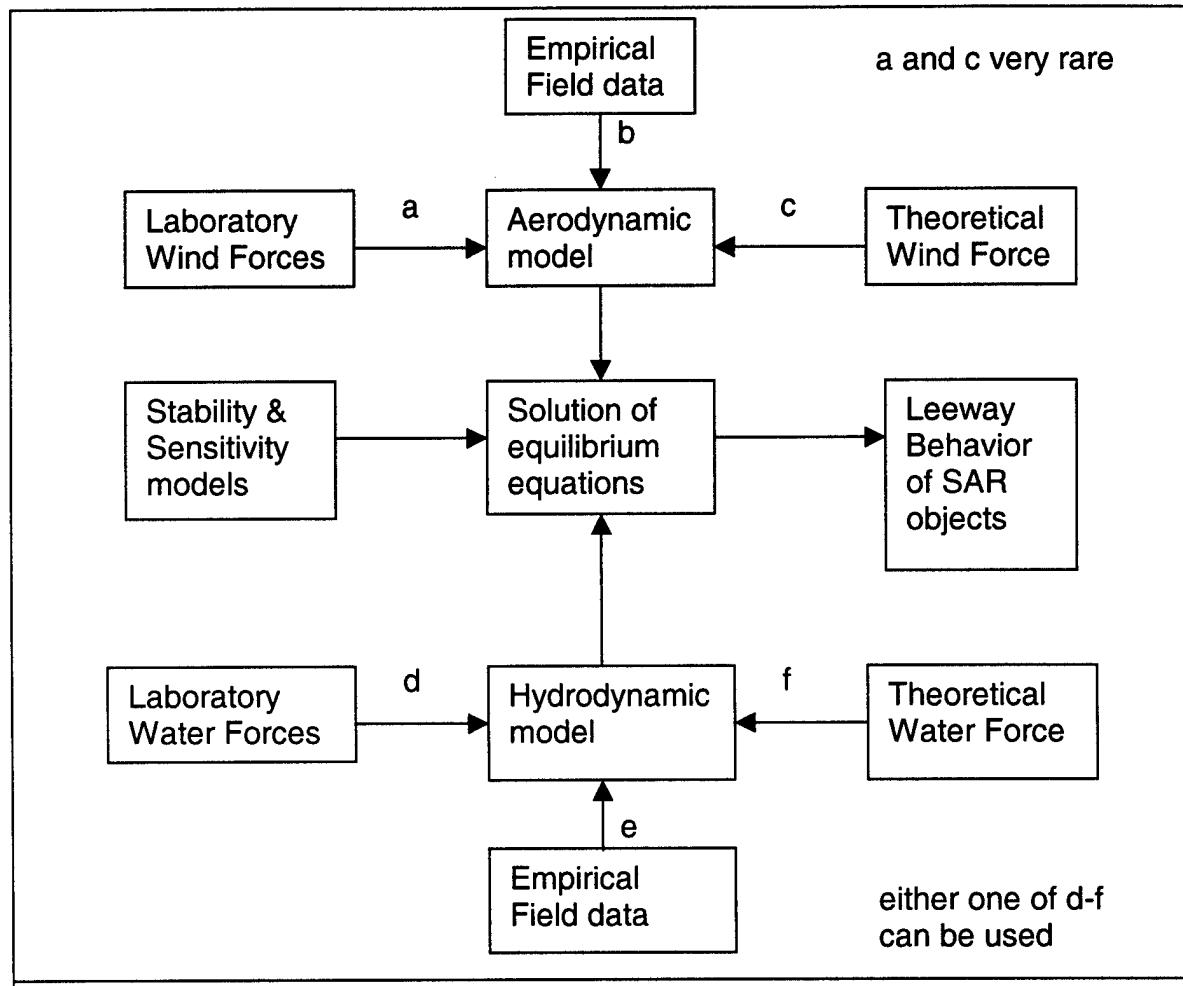 Empirical
Field data
a and c very rare
b
Laboratory
Wind Forces
a
Aerodynamic
model
c
Theoretical
Wind Force
Stability &
Sensitivity
models
Solution of
equilibrium
equations
Leeway
Behavior
of SAR
objects
Laboratory
Water Forces
d
Hydrodynamic
model
f
Theoretical
Water Force
e
Empirical
Field data
either one of d-f
can be used